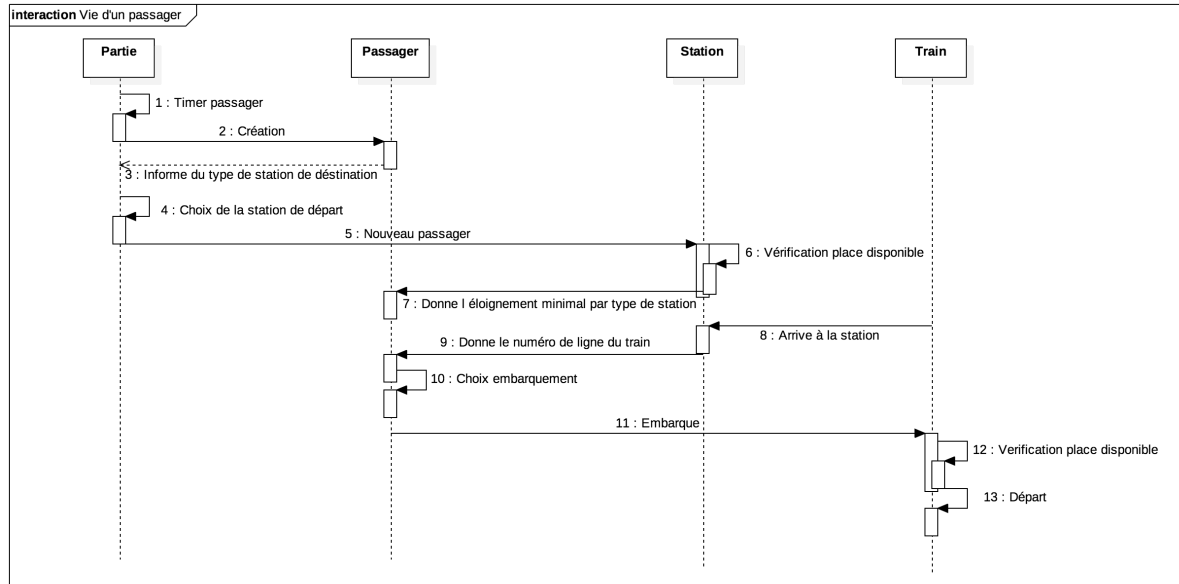 interaction Vie d'un passager
Partie
Passager
Station
Train
1 : Timer passager
2 : Création
3 : Informe du type de station de déstination
4 : Choix de la station de départ
5 : Nouveau passager
6 : Vérification place disponible
7 : Donne l éloignement minimal par type de station
8 : Arrive à la station
9 : Donne le numéro de ligne du train
10 : Choix embarquement
11 : Embarque
12 : Verification place disponible
13 : Départ